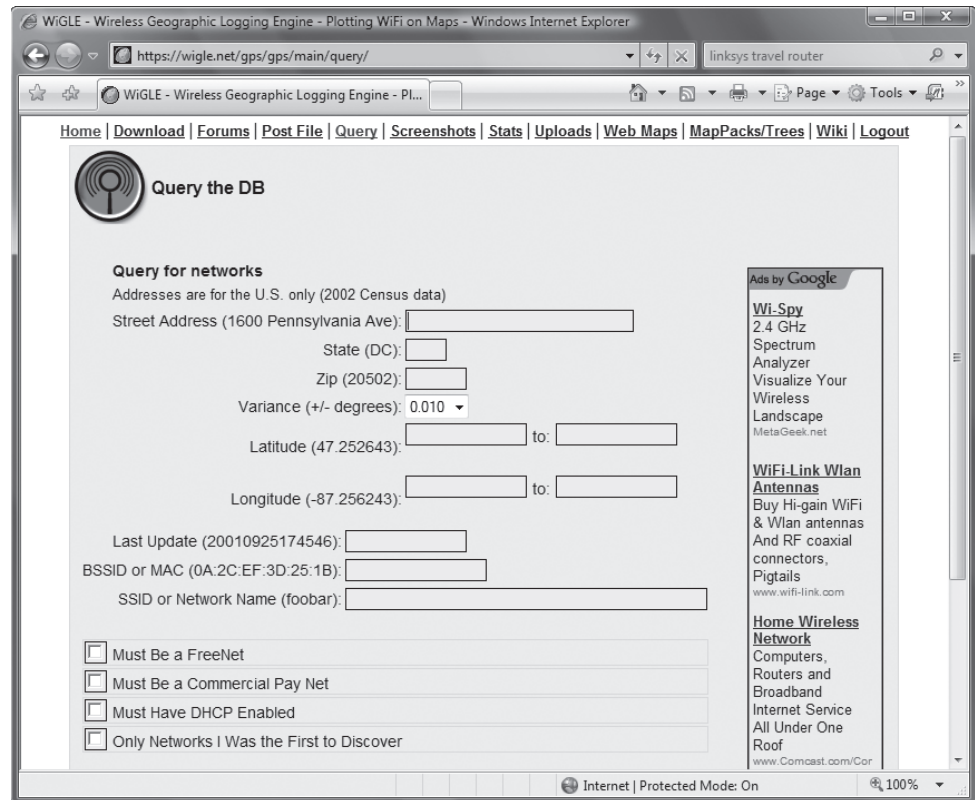 WiGLE - Wireless Geographic Logging Engine - Plotting WiFi on Maps - Windows Internet Explorer
https://wigle.net/gps/gps/main/query/
linksys travel router
WiGLE - Wireless Geographic Logging Engine - Pl...
Page
Tools
Home | Download | Forums | Post File | Query | Screenshots | Stats | Uploads | Web Maps | MapPacks/Trees | Wiki | Logout
Query the DB
Query for networks
Addresses are for the U.S. only (2002 Census data)
Street Address (1600 Pennsylvania Ave):
State (DC):
Zip (20502):
Variance (+/- degrees): 0.010
Latitude (47.252643): to:
Longitude (-87.256243): to:
Last Update (20010925174546):
BSSID or MAC (0A:2C:EF:3D:25:1B):
SSID or Network Name (foobar):
Must Be a FreeNet
Must Be a Commercial Pay Net
Must Have DHCP Enabled
Only Networks I Was the First to Discover
Ads by Google
Wi-Spy
2.4 GHz
Spectrum
Analyzer
Visualize Your
Wireless
Landscape
MetaGeek.net
WiFi-Link Wlan
Antennas
Buy Hi-gain WiFi
& Wlan antennas
And RF coaxial
connectors,
Pigtails
www.wifi-link.com
Home Wireless
Network
Computers,
Routers and
Broadband
Internet Service
All Under One
Roof
www.Comcast.com/Cor
Internet | Protected Mode: On
100%